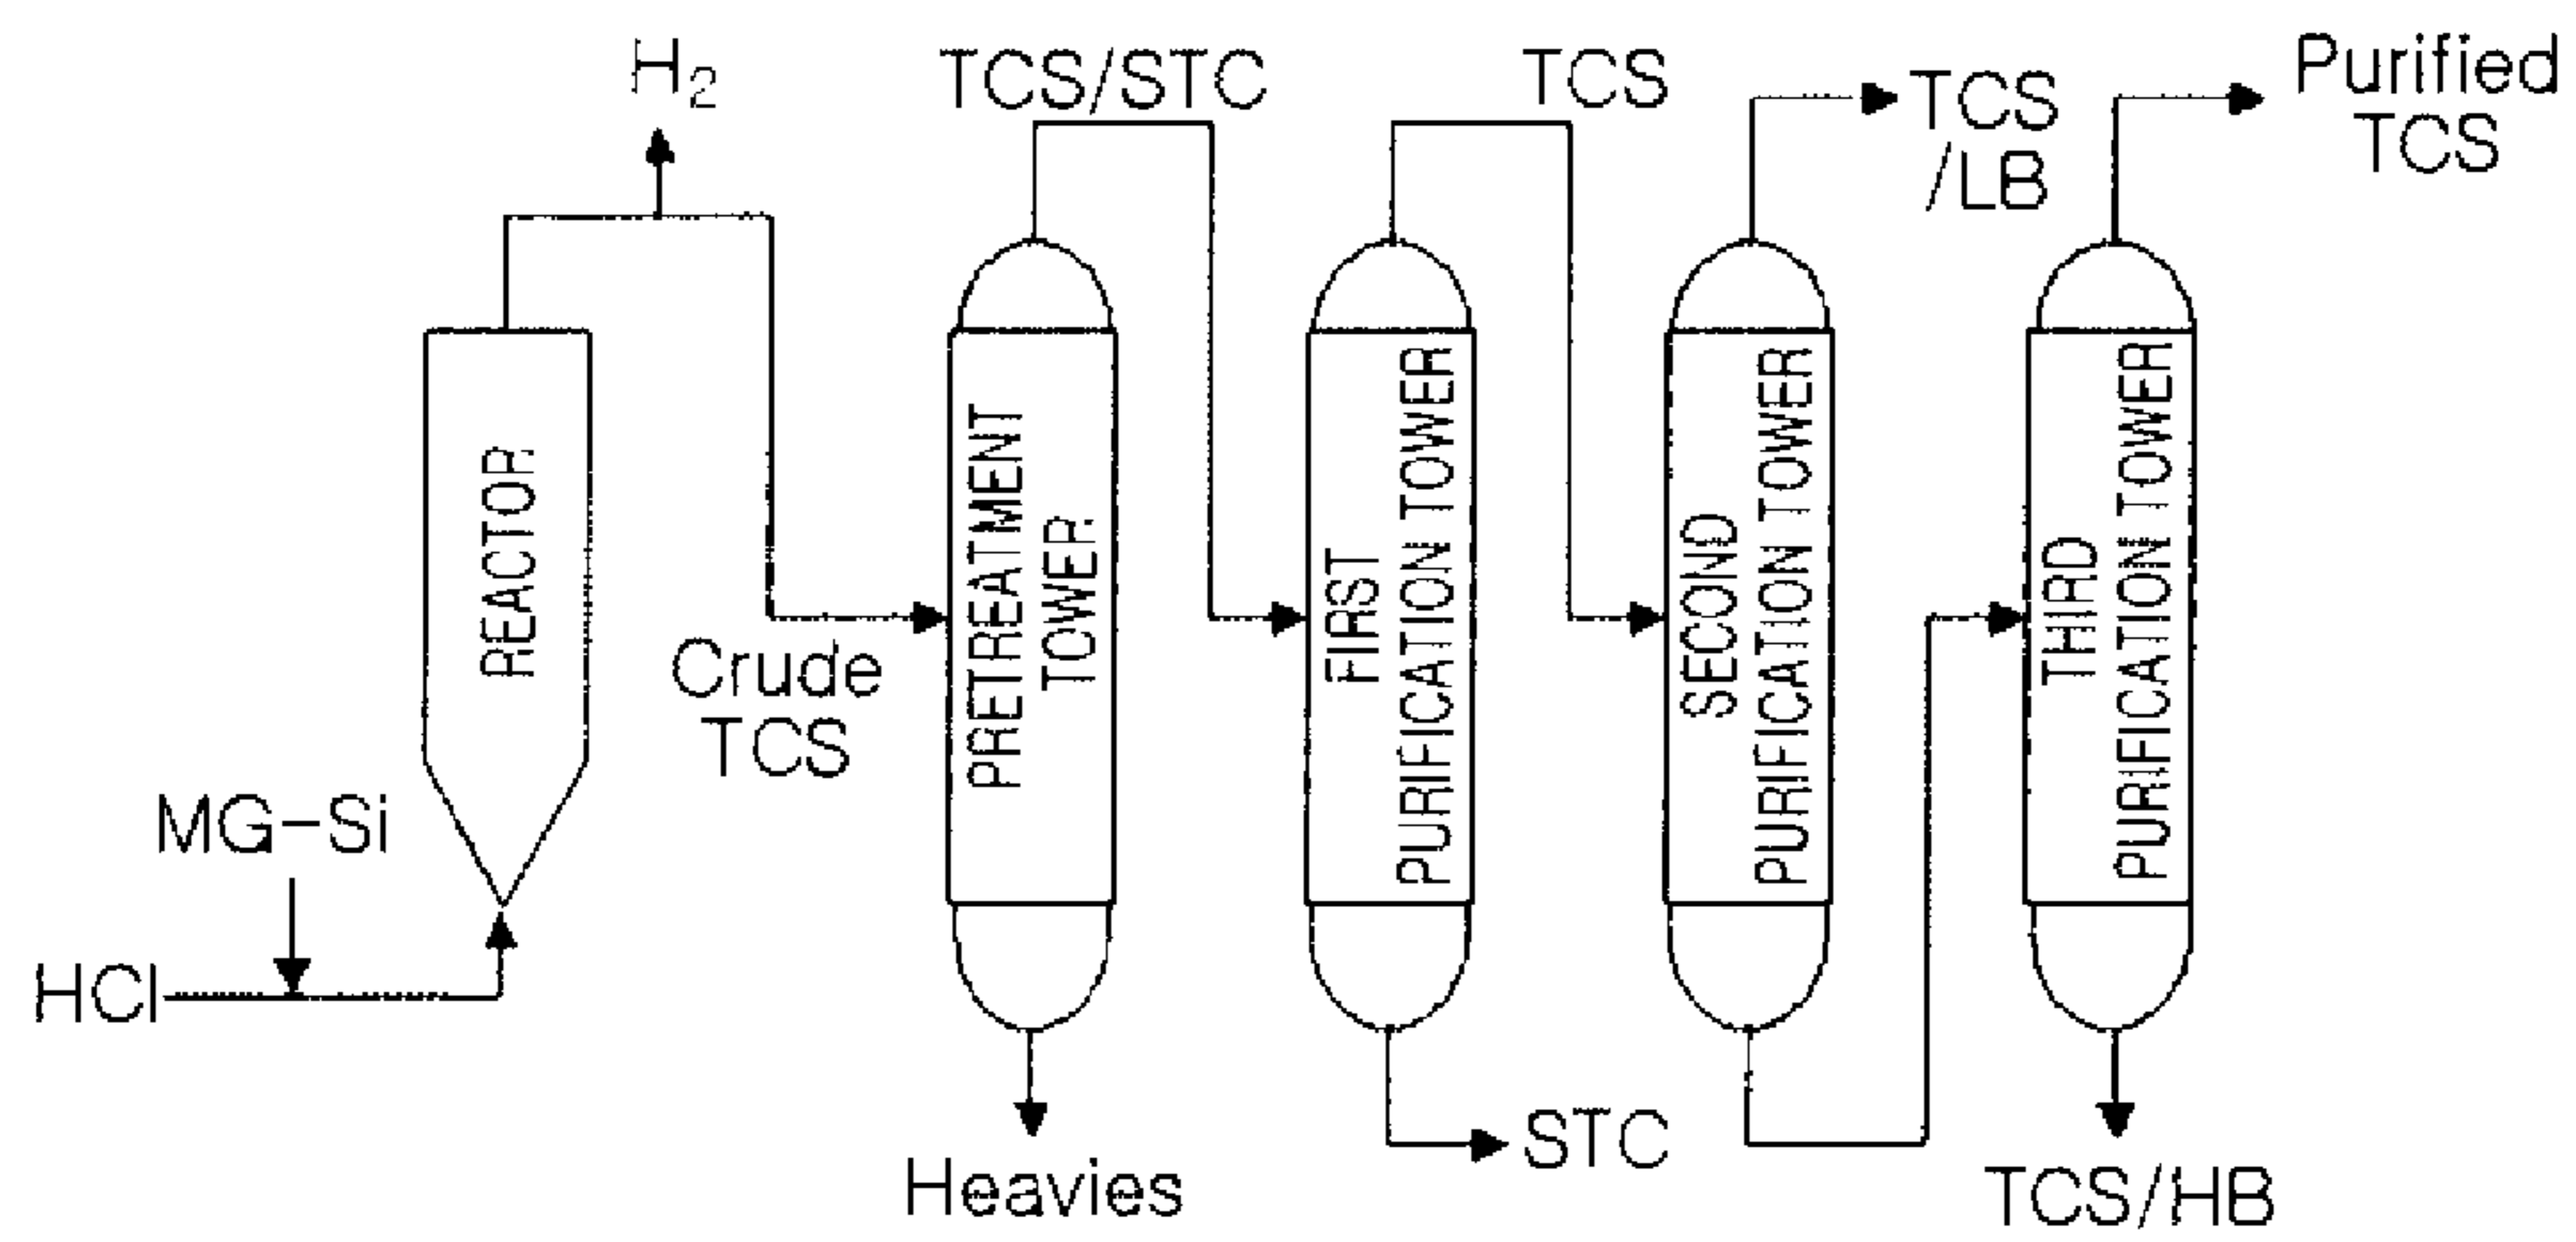 H2
TCS/STC
TCS
TCS
/LB
Purified
TCS
REACTOR
PRETREATMENT
TOWER
FIRST
PURIFICATION TOWER
SECOND
PURIFICATION TOWER
THIRD
PURIFICATION TOWER
Crude
TCS
MG-Si
HCl
Heavies
STC
TCS/HB